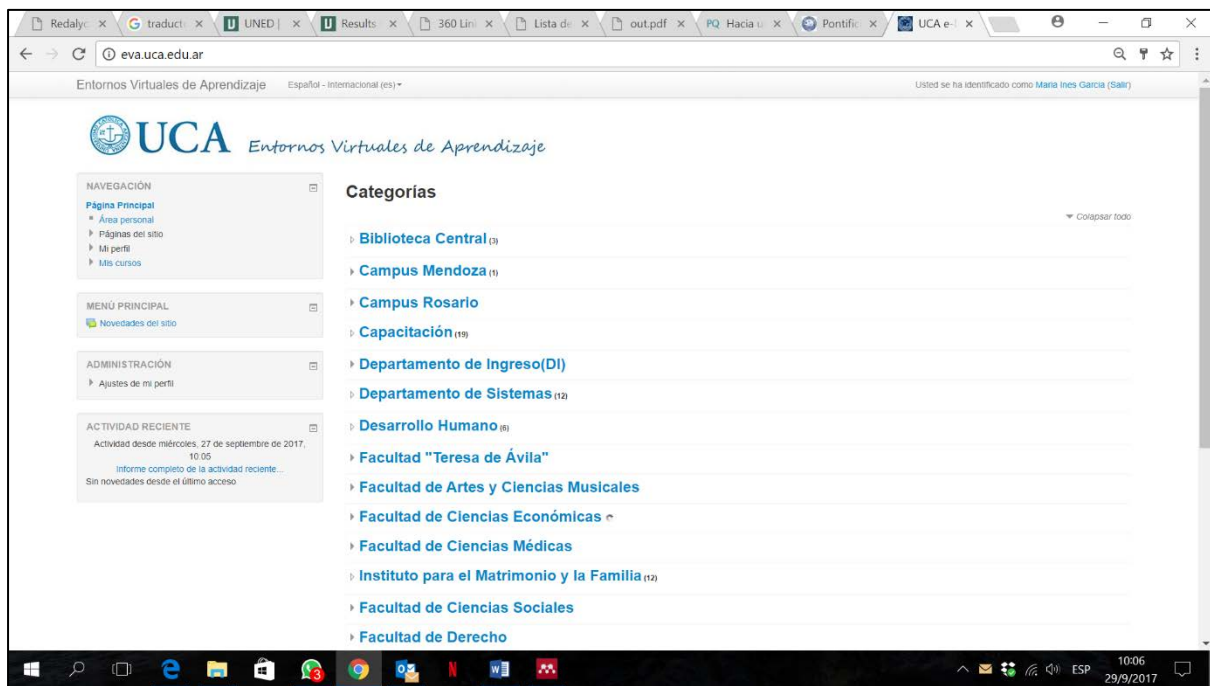 Redalyc
traducto
UNED |
Results
360 Lin
Lista de
out.pdf
PQ Hacia u
Pontific
UCA e-l
eva.uca.edu.ar
Entornos Virtuales de Aprendizaje Español - Internacional (es)
Usted se ha identificado como Maria Ines Garcia (Salir)
UCA Entornos Virtuales de Aprendizaje
NAVEGACIÓN
Página Principal
Área personal
Páginas del sitio
Mi perfil
Mis cursos
MENÚ PRINCIPAL
Novedades del sitio
ADMINISTRACIÓN
Ajustes de mi perfil
ACTIVIDAD RECIENTE
Actividad desde miércoles, 27 de septiembre de 2017,
10:05
Informe completo de la actividad reciente...
Sin novedades desde el último acceso
Categorías
Colapsar todo
Biblioteca Central (3)
Campus Mendoza (1)
Campus Rosario
Capacitación (19)
Departamento de Ingreso(DI)
Departamento de Sistemas (12)
Desarrollo Humano (6)
Facultad "Teresa de Ávila"
Facultad de Artes y Ciencias Musicales
Facultad de Ciencias Económicas
Facultad de Ciencias Médicas
Instituto para el Matrimonio y la Familia (12)
Facultad de Ciencias Sociales
Facultad de Derecho
3
ESP
10:06
29/9/2017